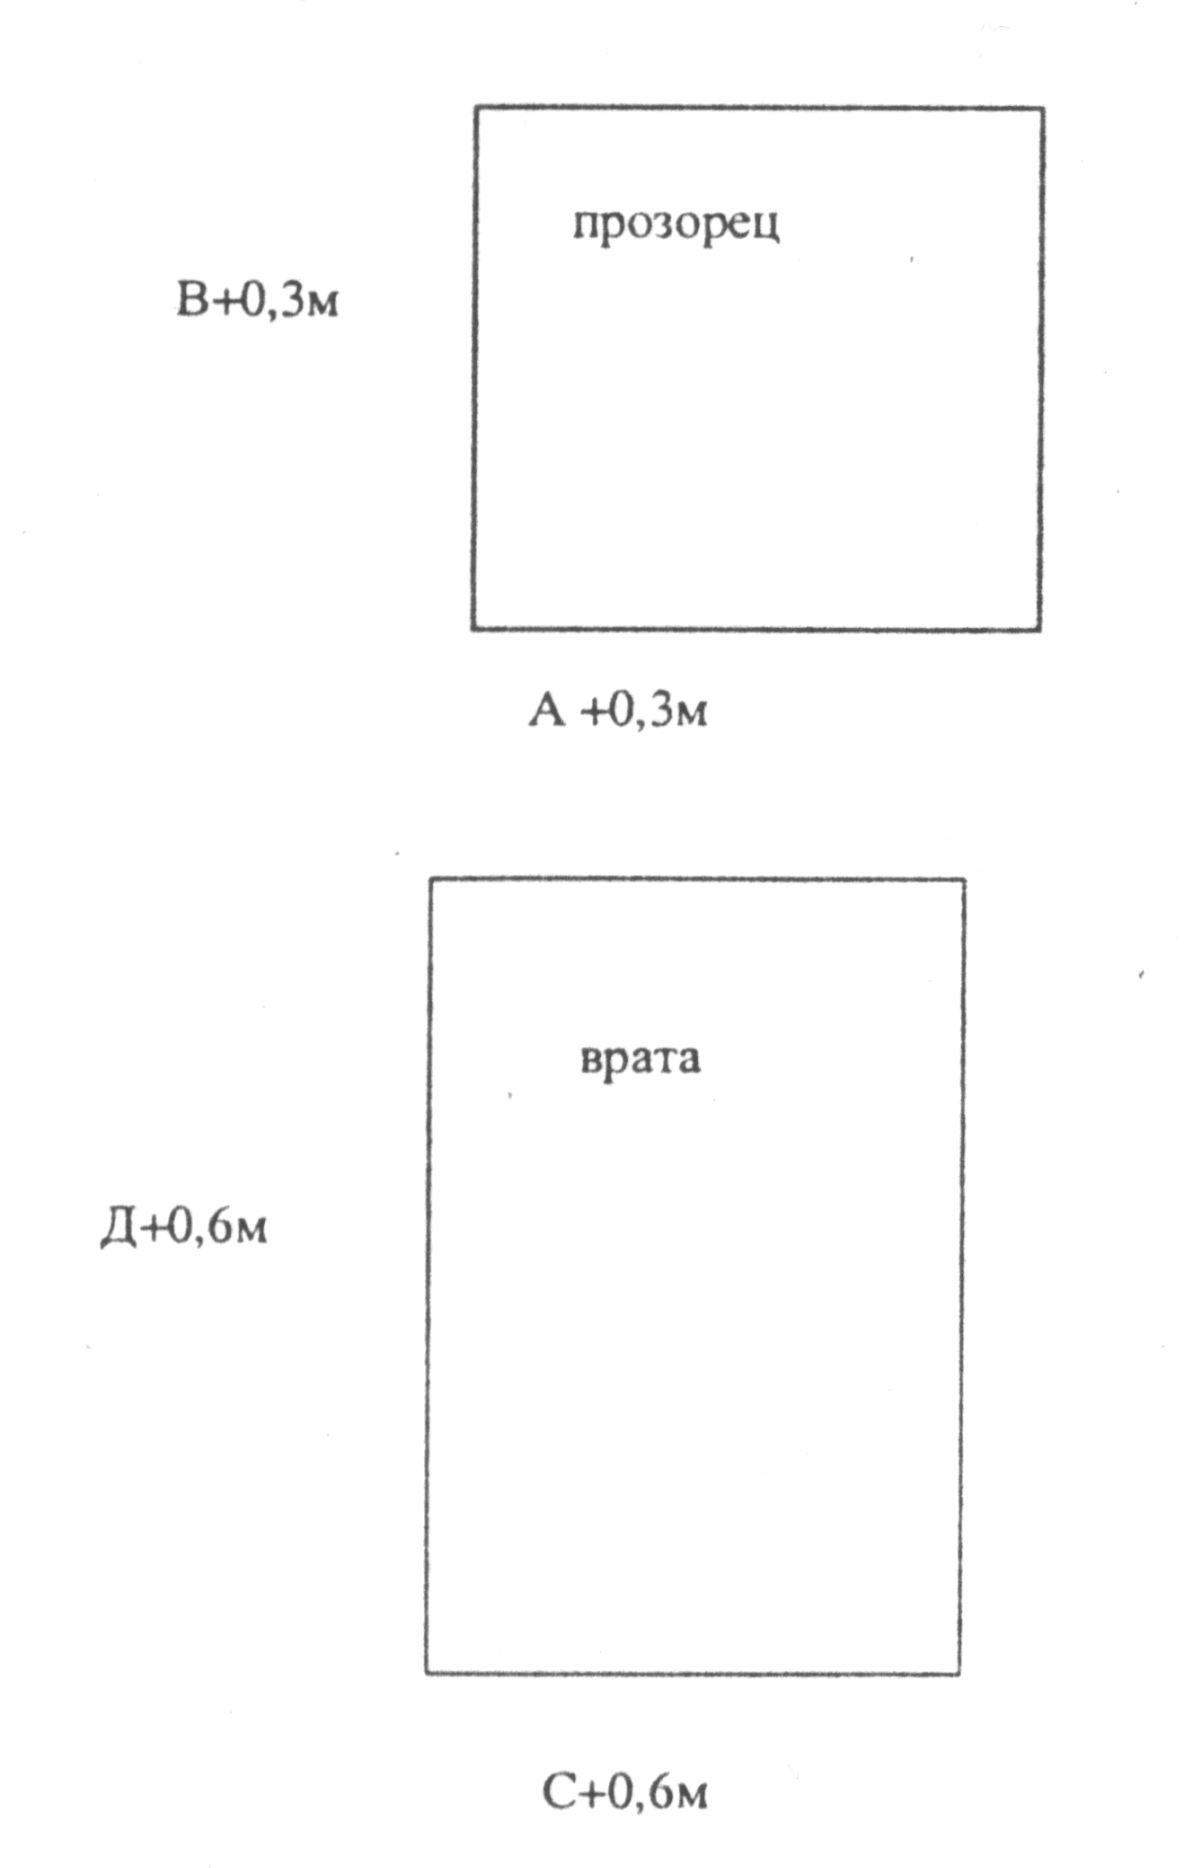 прозорец
В+0,3м
А +0,3м
врата
Д+0,6м
С+0,6м